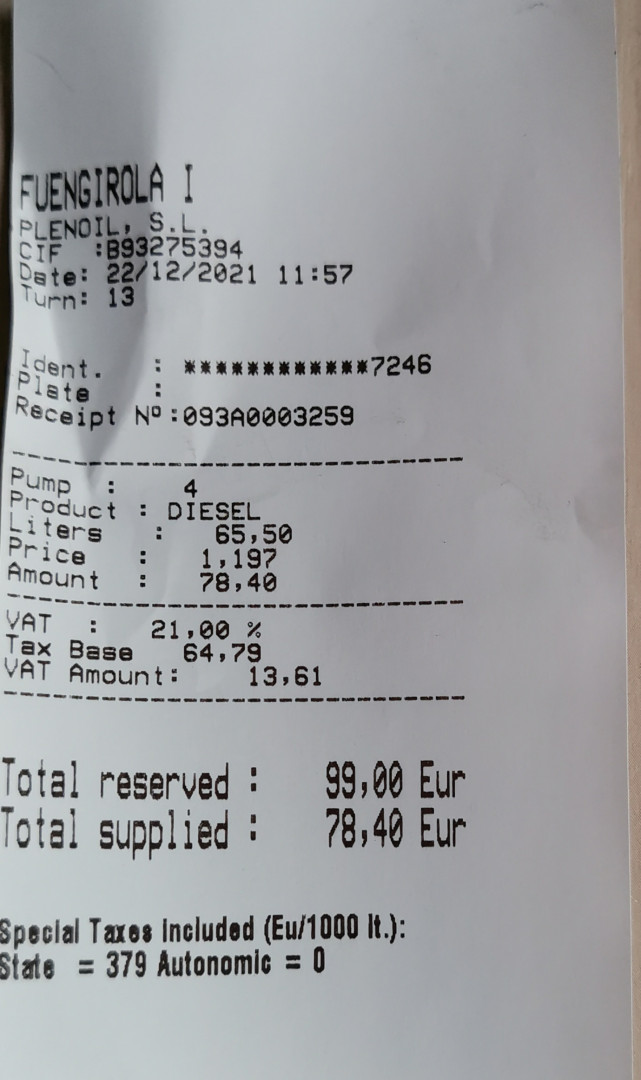 FUENGIROLA I
PLENOIL, S.L.
CIF :B93275394
Date: 22/12/2021 11:57
Turn: 13
Ident. : ************7246
Plate :
Receipt Nº:093A0003259
Pump : 4
Product : DIESEL
Liters : 65,50
Price : 1,197
Amount : 78,40
VAT : 21,00 %
Tax Base 64,79
VAT Amount: 13,61
Total reserved : 99,00 Eur
Total supplied : 78,40 Eur
Special Taxes Included (Eu/1000 lt.):
State = 379 Autonomic = 0